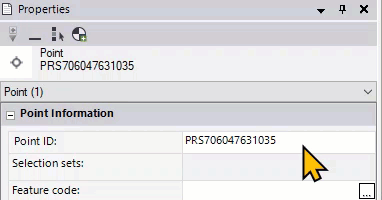 Properties
Point
PRS706047631035
Point (1)
Point Information
Point ID: PRS706047631035
Selection sets:
Feature code: ...